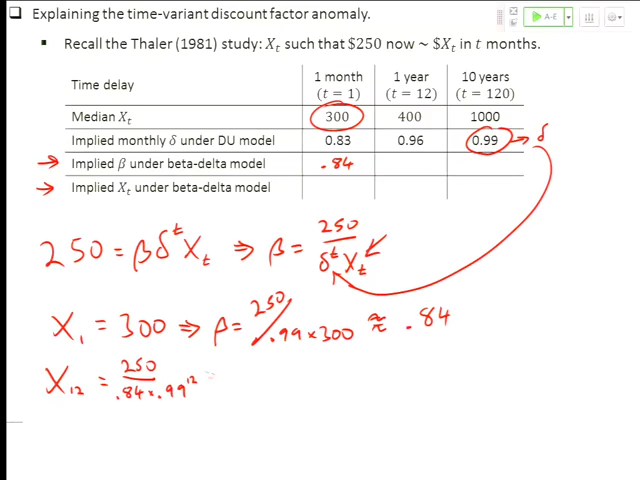 Explaining the time-variant discount factor anomaly.
A–E
Recall the Thaler (1981) study: X_t such that $250 now ~ $X_t in t months.
Time delay 1 month (t = 1) 1 year (t = 12) 10 years (t = 120)
Median X_t 300 400 1000
Implied monthly δ under DU model 0.83 0.96 0.99 → δ
Implied β under beta-delta model .84
Implied X_t under beta-delta model
250 = βδ^t X_t ⇒ β = 250 / δ^t X_t
X_1 = 300 ⇒ β = 250 / .99 × 300 ≈ .84
X_12 = 250 / .84 × .99^12